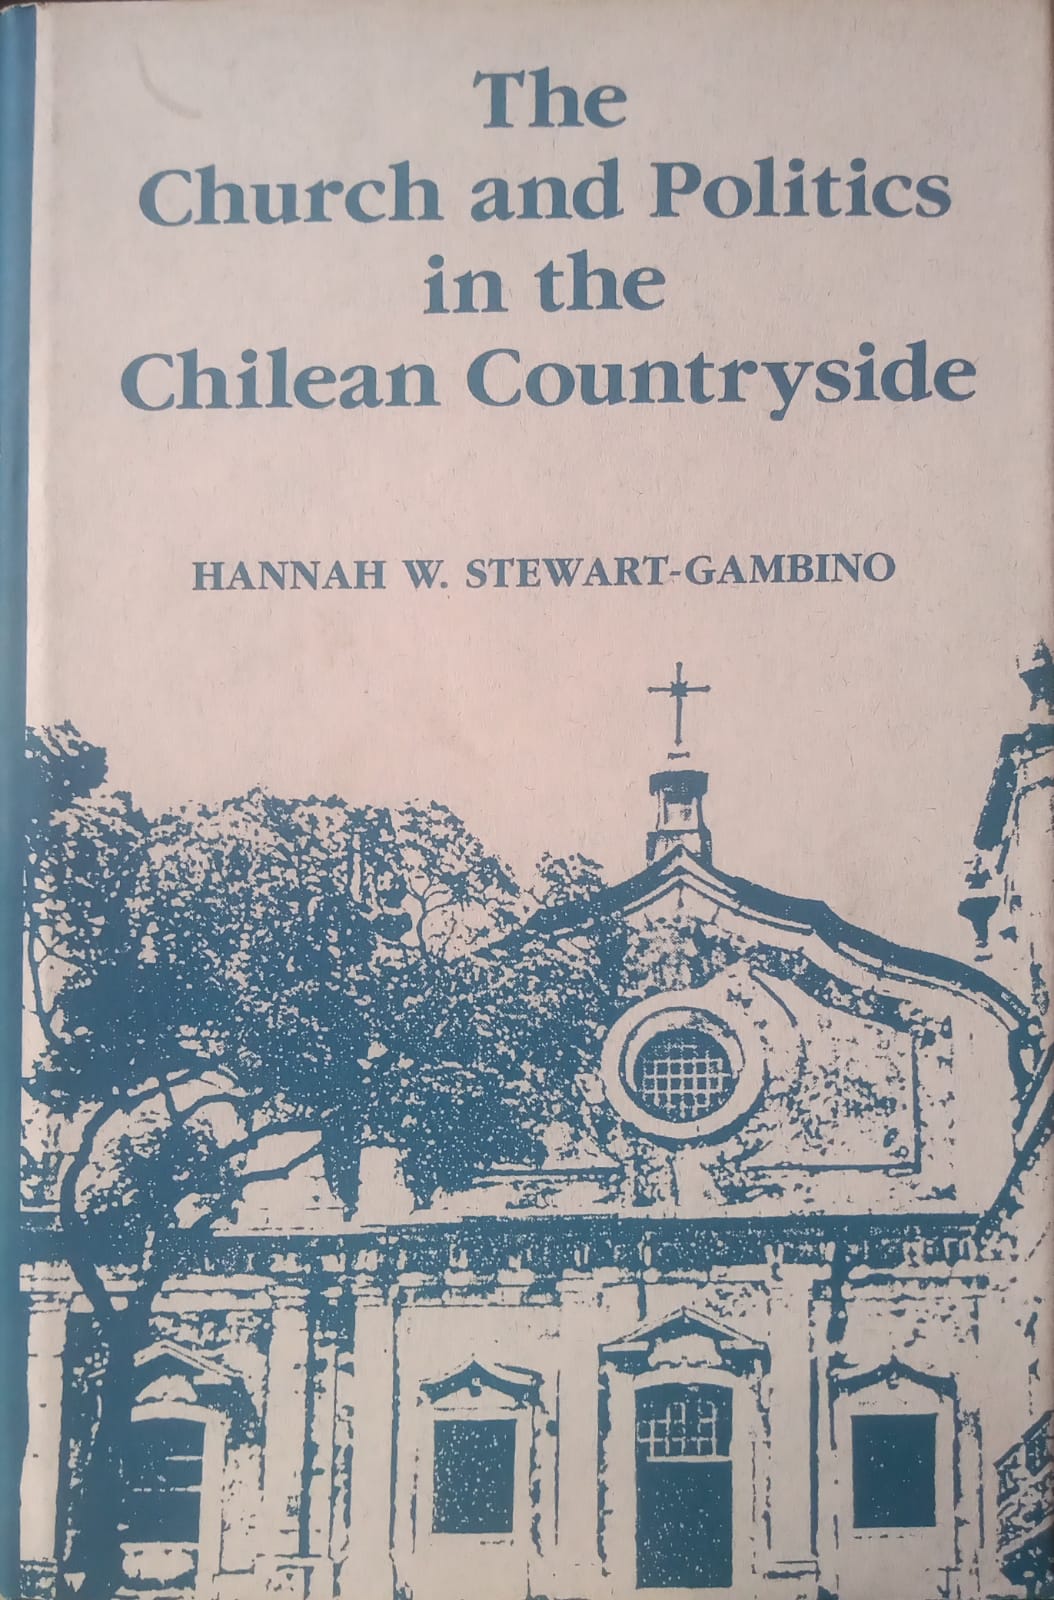 The
Church and Politics
in the
Chilean Countryside
HANNAH W. STEWART-GAMBINO